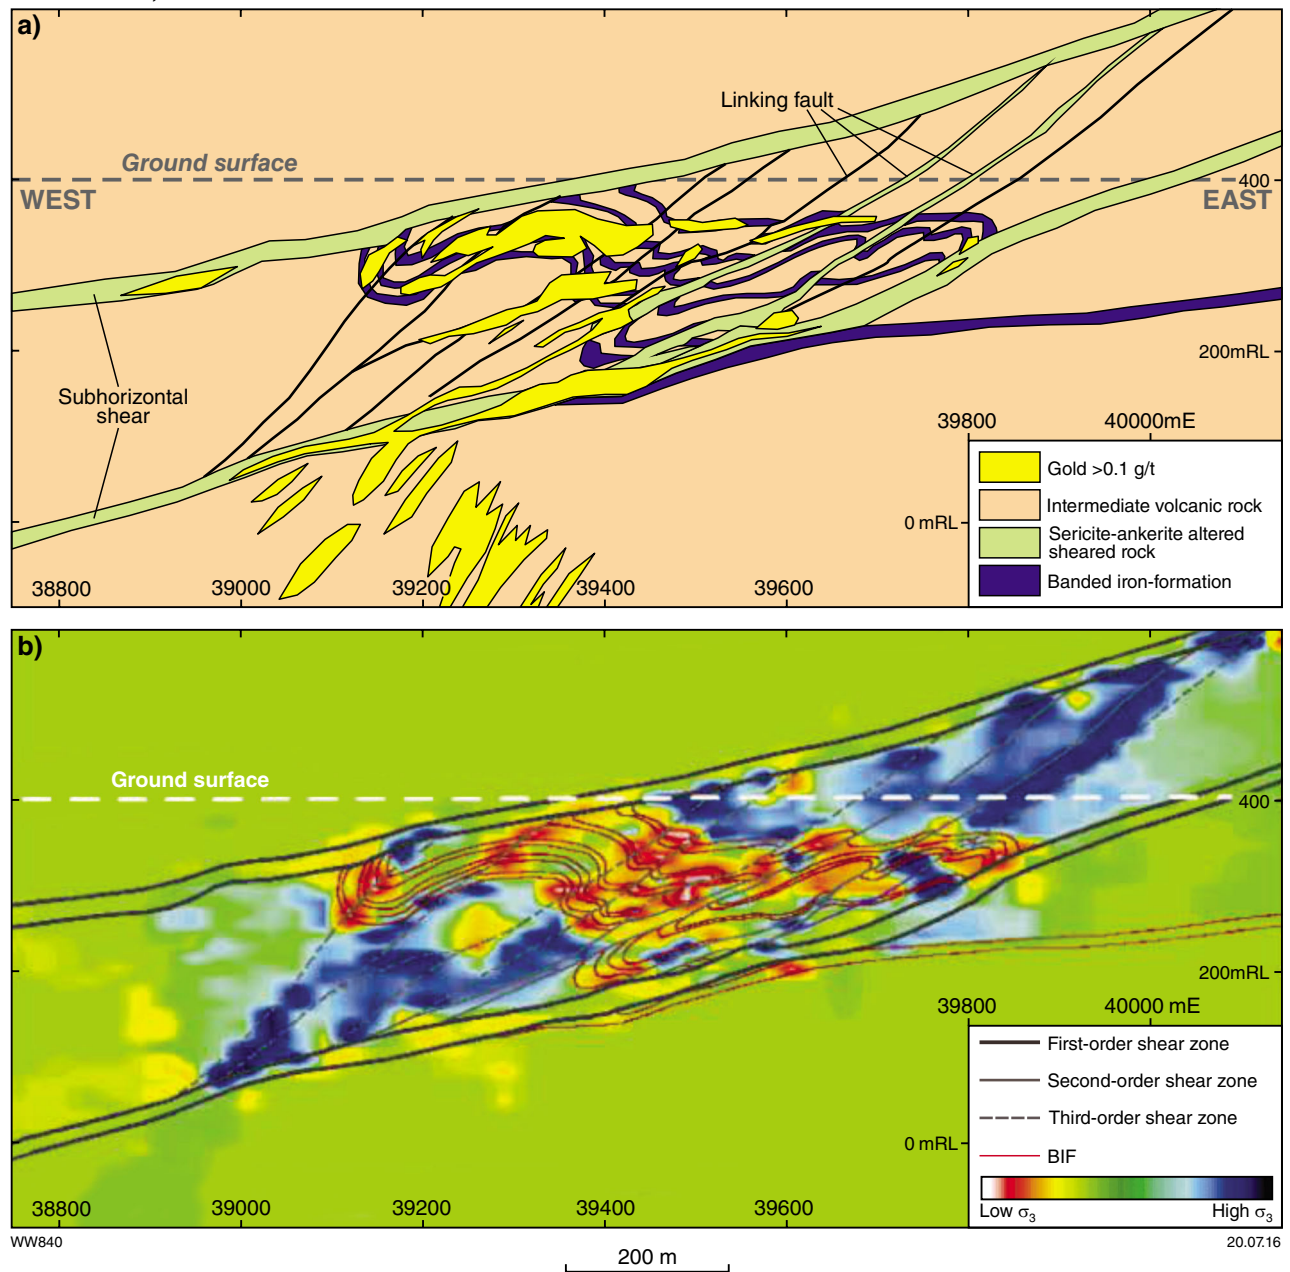 a)
Linking fault
Ground surface
WEST
400
EAST
200mRL
Subhorizontal
shear
39800 40000mE
Gold >0.1 g/t
Intermediate volcanic rock
0 mRL
Sericite-ankerite altered
sheared rock
Banded iron-formation
38800 39000 39200 39400 39600
b)
Ground surface
400
200mRL
39800 40000 mE
First-order shear zone
Second-order shear zone
Third-order shear zone
0 mRL
BIF
Low σ3 High σ3
38800 39000 39200 39400 39600
WW840 20.07.16
200 m